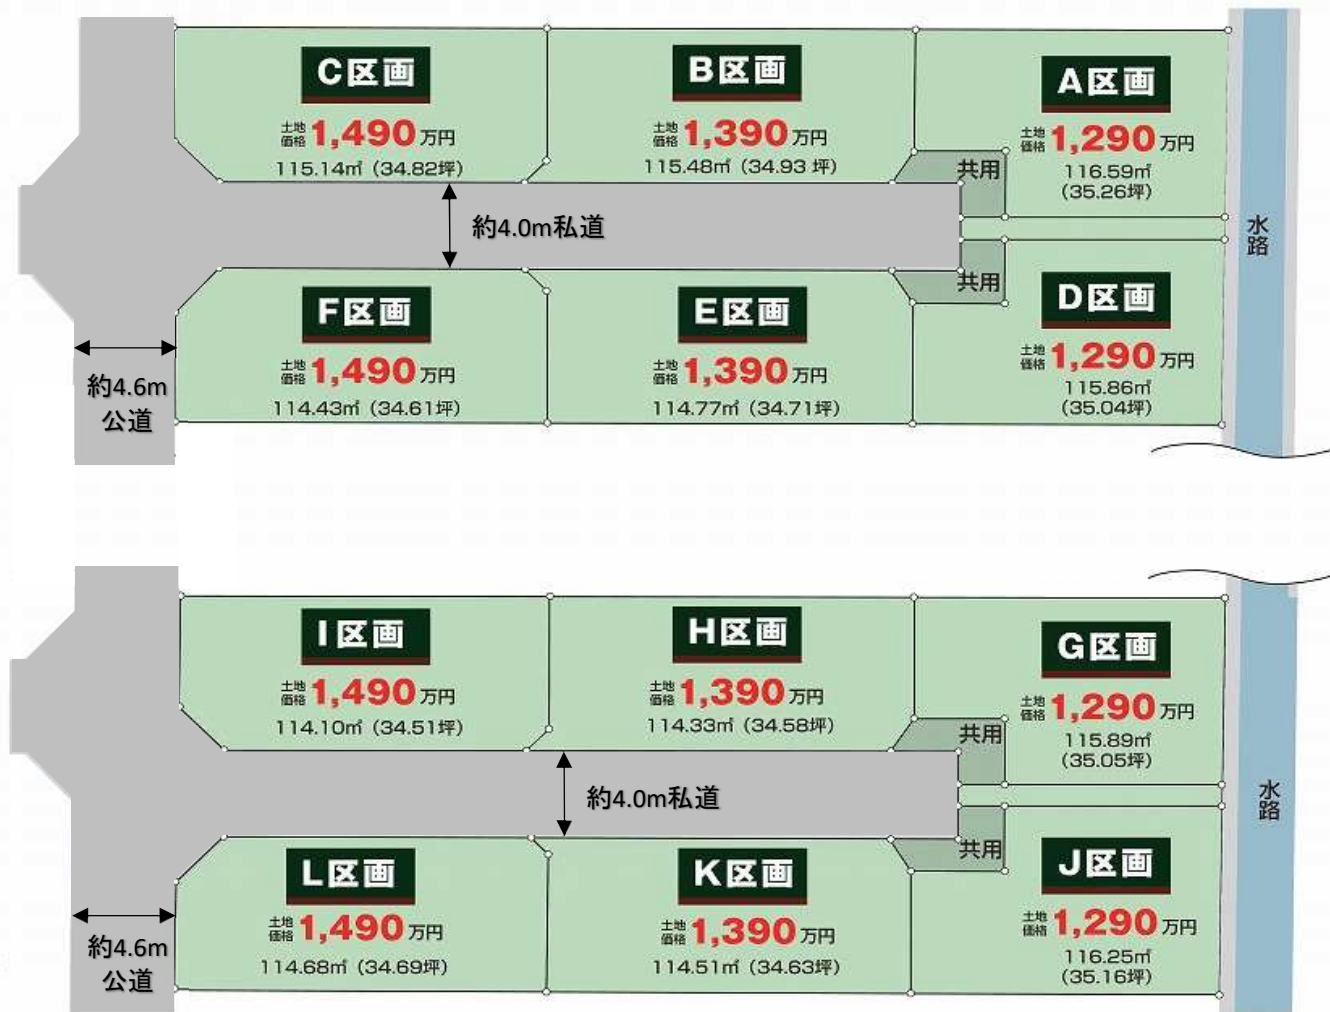 C区画
土地価格 1,490万円
115.14㎡（34.82坪）
B区画
土地価格 1,390万円
115.48㎡（34.93 坪）
A区画
土地価格 1,290万円
116.59㎡
（35.26坪）
共用
約4.0m私道
水路
共用
F区画
土地価格 1,490万円
114.43㎡（34.61坪）
E区画
土地価格 1,390万円
114.77㎡（34.71坪）
D区画
土地価格 1,290万円
115.86㎡
（35.04坪）
約4.6m
公道
I区画
土地価格 1,490万円
114.10㎡（34.51坪）
H区画
土地価格 1,390万円
114.33㎡（34.58坪）
G区画
土地価格 1,290万円
115.89㎡
（35.05坪）
共用
約4.0m私道
水路
共用
L区画
土地価格 1,490万円
114.68㎡（34.69坪）
K区画
土地価格 1,390万円
114.51㎡（34.63坪）
J区画
土地価格 1,290万円
116.25㎡
（35.16坪）
約4.6m
公道